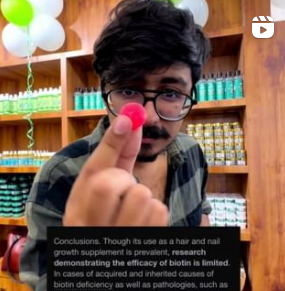 Conclusions. Though its use as a hair and nail
growth supplement is prevalent, research
demonstrating the efficacy of biotin is limited.
In cases of acquired and inherited causes of
biotin deficiency as well as pathologies, such as